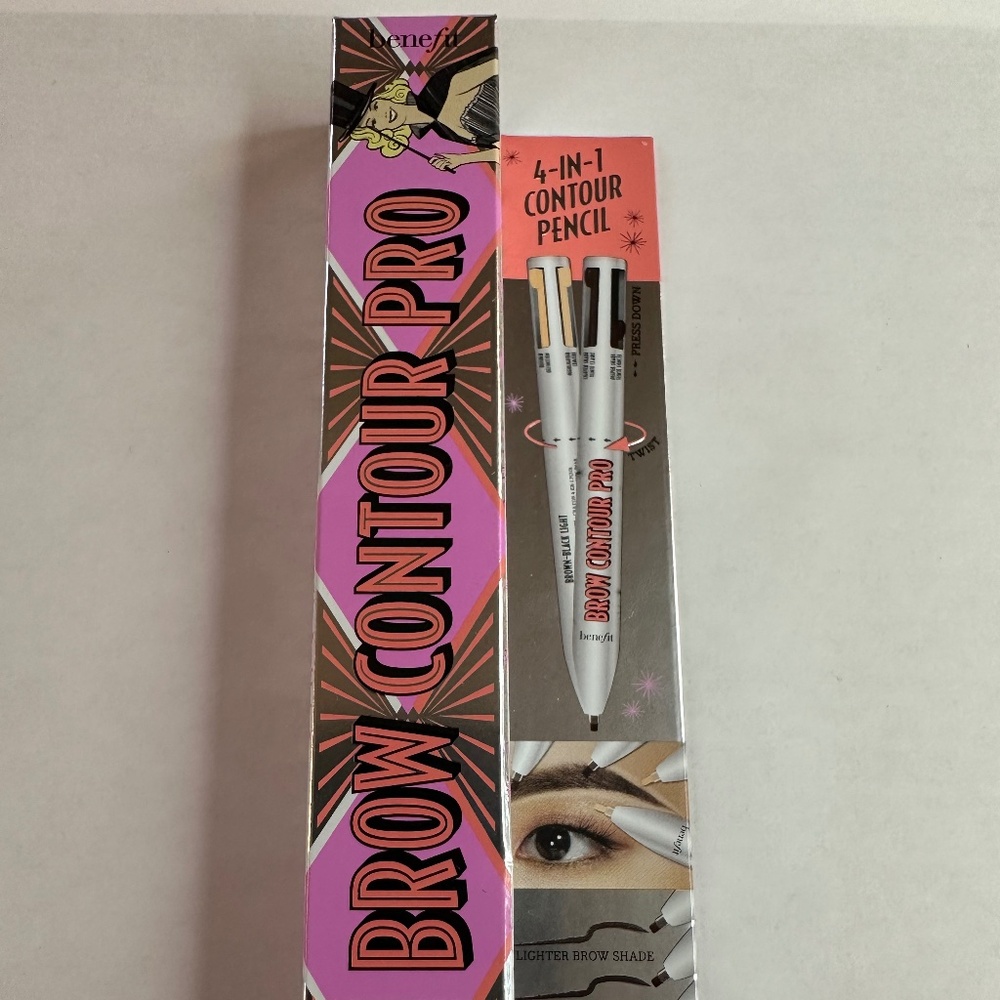 benefit
BROW CONTOUR PRO
4-IN-1
CONTOUR
PENCIL
PRESS DOWN
TWIST
BROWN-BLACK LIGHT
BROW CONTOUR PRO
benefit
benefit
LIGHTER BROW SHADE